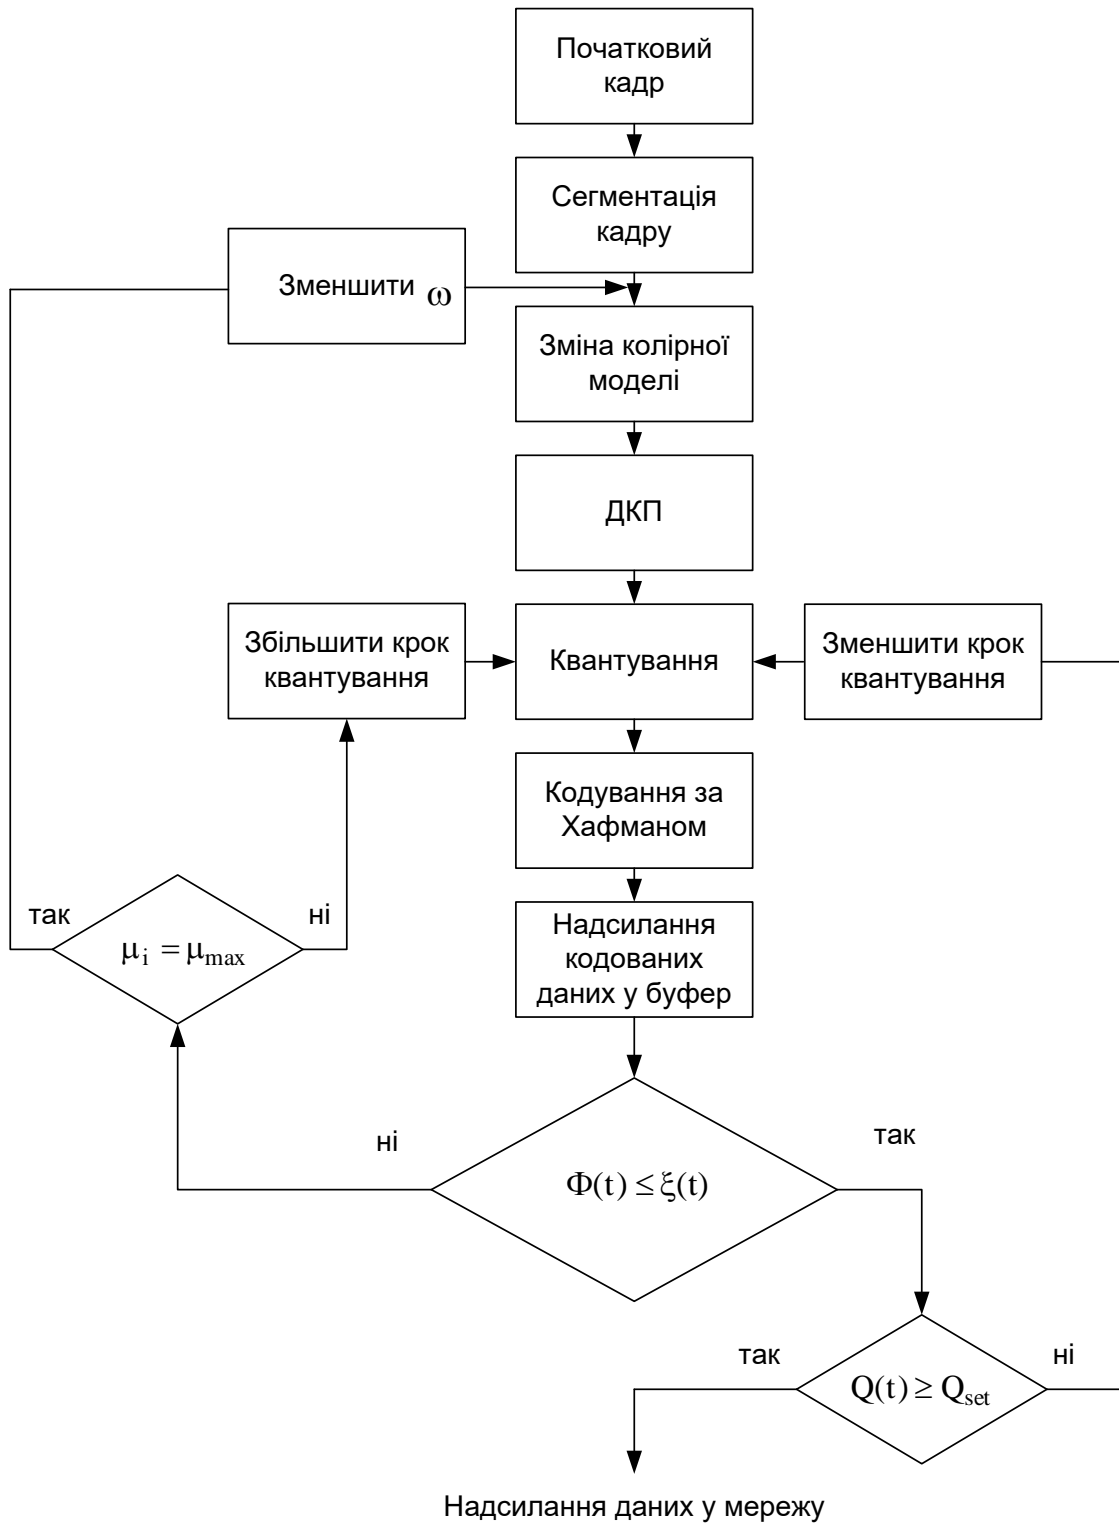 Початковий
кадр
Сегментація
кадру
Зменшити ω
Зміна колірної
моделі
ДКП
Збільшити крок
квантування
Квантування
Зменшит крок
квантування
Кодування за
Хафманом
так
ні
μi = μmax
Надсилання
кодованих
даних у буфер
ні
так
Φ(t) ≤ ξ(t)
так
ні
Q(t) ≥ Qset
Надсилання даних у мережу